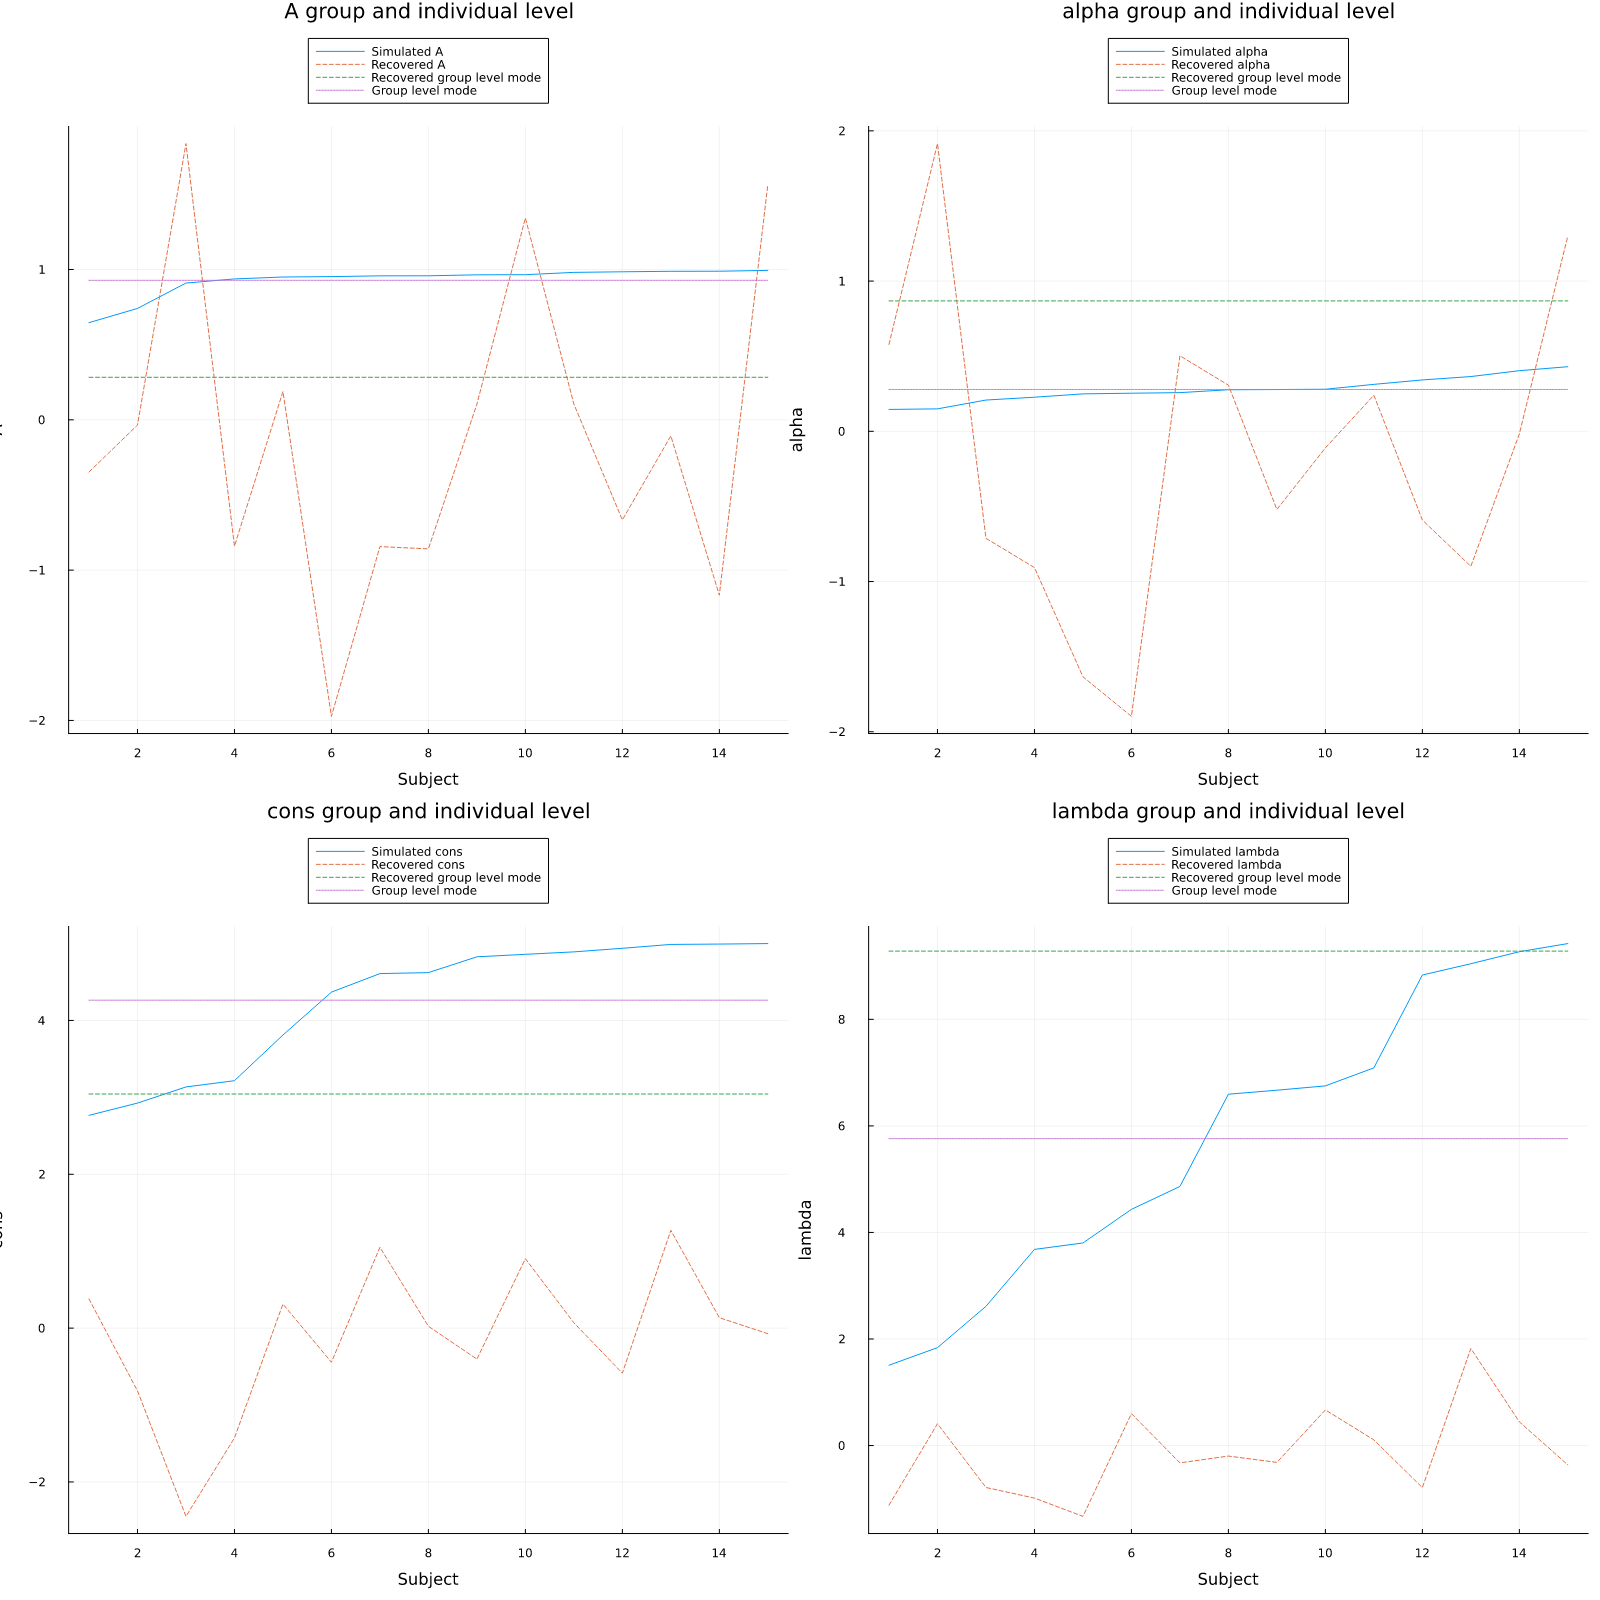 A group and individual level
Simulated A
Recovered A
Recovered group level mode
Group level mode
1
0
−1
−2
2
4
6
8
10
12
14
Subject
alpha group and individual level
Simulated alpha
Recovered alpha
Recovered group level mode
Group level mode
alpha
2
1
0
−1
−2
2
4
6
8
10
12
14
Subject
cons group and individual level
Simulated cons
Recovered cons
Recovered group level mode
Group level mode
cons
4
2
0
−2
2
4
6
8
10
12
14
Subject
lambda group and individual level
Simulated lambda
Recovered lambda
Recovered group level mode
Group level mode
lambda
8
6
4
2
0
2
4
6
8
10
12
14
Subject